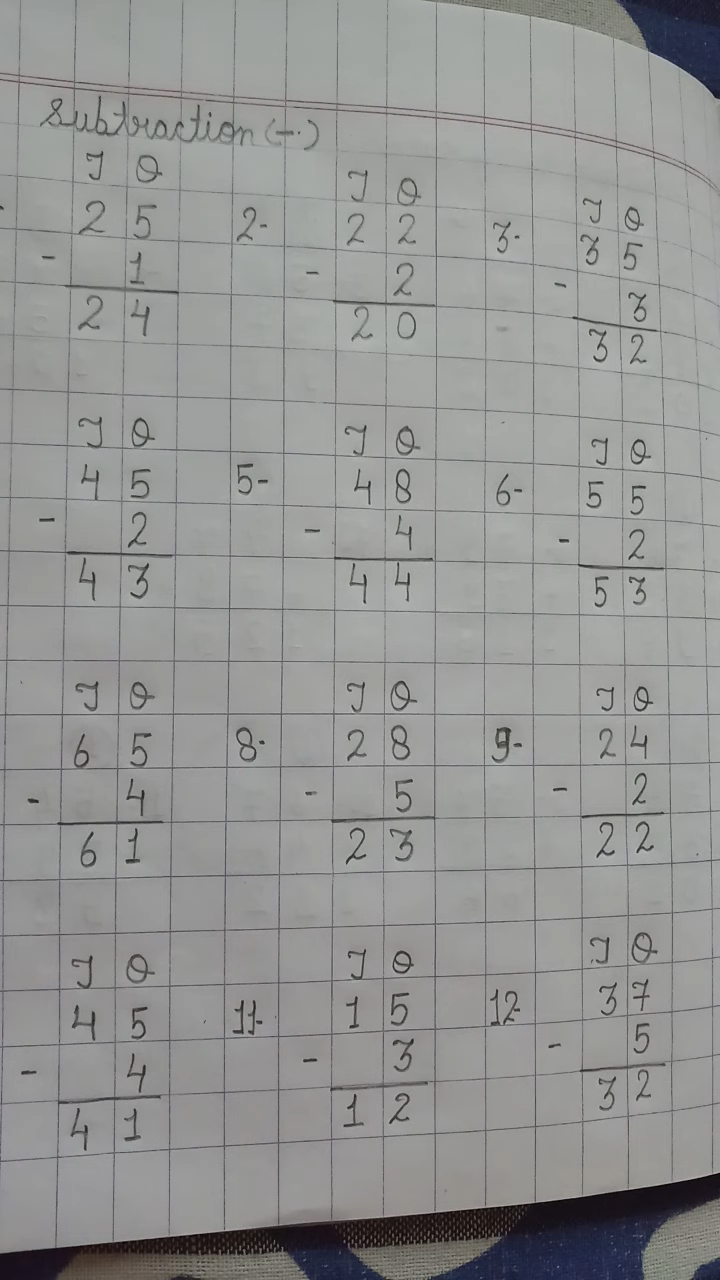 Subtraction (-)
T O T O T O
2 5 2- 2 2 3- 3 5
- 1 - 2 - 3
2 4 2 0 3 2
T O T O T O
4 5 5- 4 8 6- 5 5
- 2 - 4 - 2
4 3 4 4 5 3
T O T O T O
6 5 8- 2 8 9- 2 4
- 4 - 5 - 2
6 1 2 3 2 2
T O T O T O
4 5 11- 1 5 12- 3 7
- 4 - 3 - 5
4 1 1 2 3 2